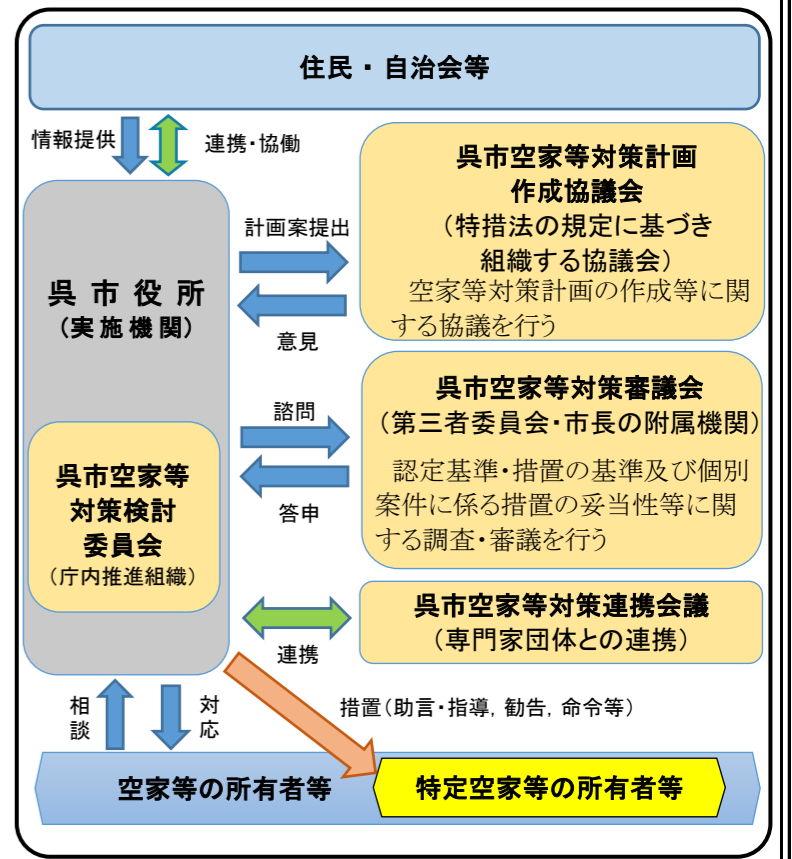 住民・自治会等
情報提供
連携・協働
呉市空家等対策計画
作成協議会
（特措法の規定に基づき
組織する協議会）
空家等対策計画の作成等に関
する協議を行う
計画案提出
意見
呉市役所
（実施機関）
呉市空家等対策審議会
（第三者委員会・市長の附属機関）
認定基準・措置の基準及び個別
案件に係る措置の妥当性等に関
する調査・審議を行う
諮問
答申
呉市空家等
対策検討
委員会
（庁内推進組織）
呉市空家等対策連携会議
（専門家団体との連携）
連携
相談
対応
措置（助言・指導，勧告，命令等）
空家等の所有者等
特定空家等の所有者等